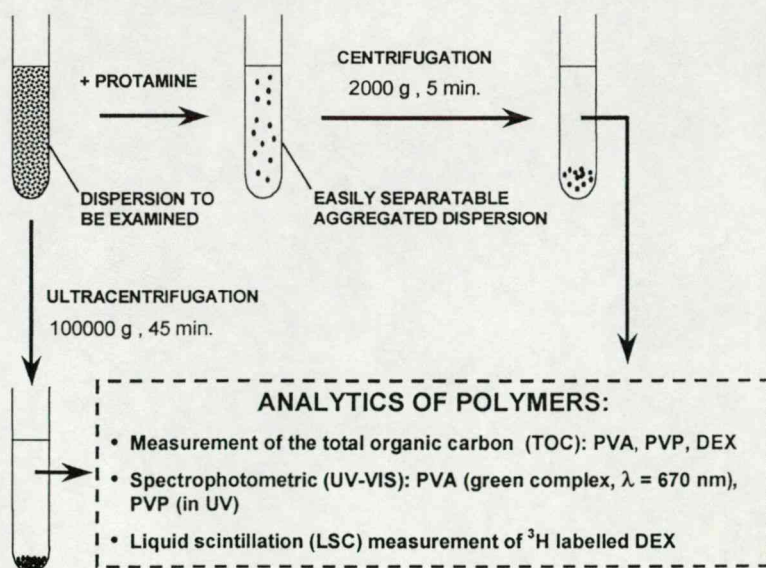 + PROTAMINE
CENTRIFUGATION
2000 g , 5 min.
DISPERSION TO
BE EXAMINED
EASILY SEPARATABLE
AGGREGATED DISPERSION
ULTRACENTRIFUGATION
100000 g , 45 min.
ANALYTICS OF POLYMERS:
• Measurement of the total organic carbon (TOC): PVA, PVP, DEX
• Spectrophotometric (UV-VIS): PVA (green complex, λ = 670 nm),
PVP (in UV)
• Liquid scintillation (LSC) measurement of ³H labelled DEX